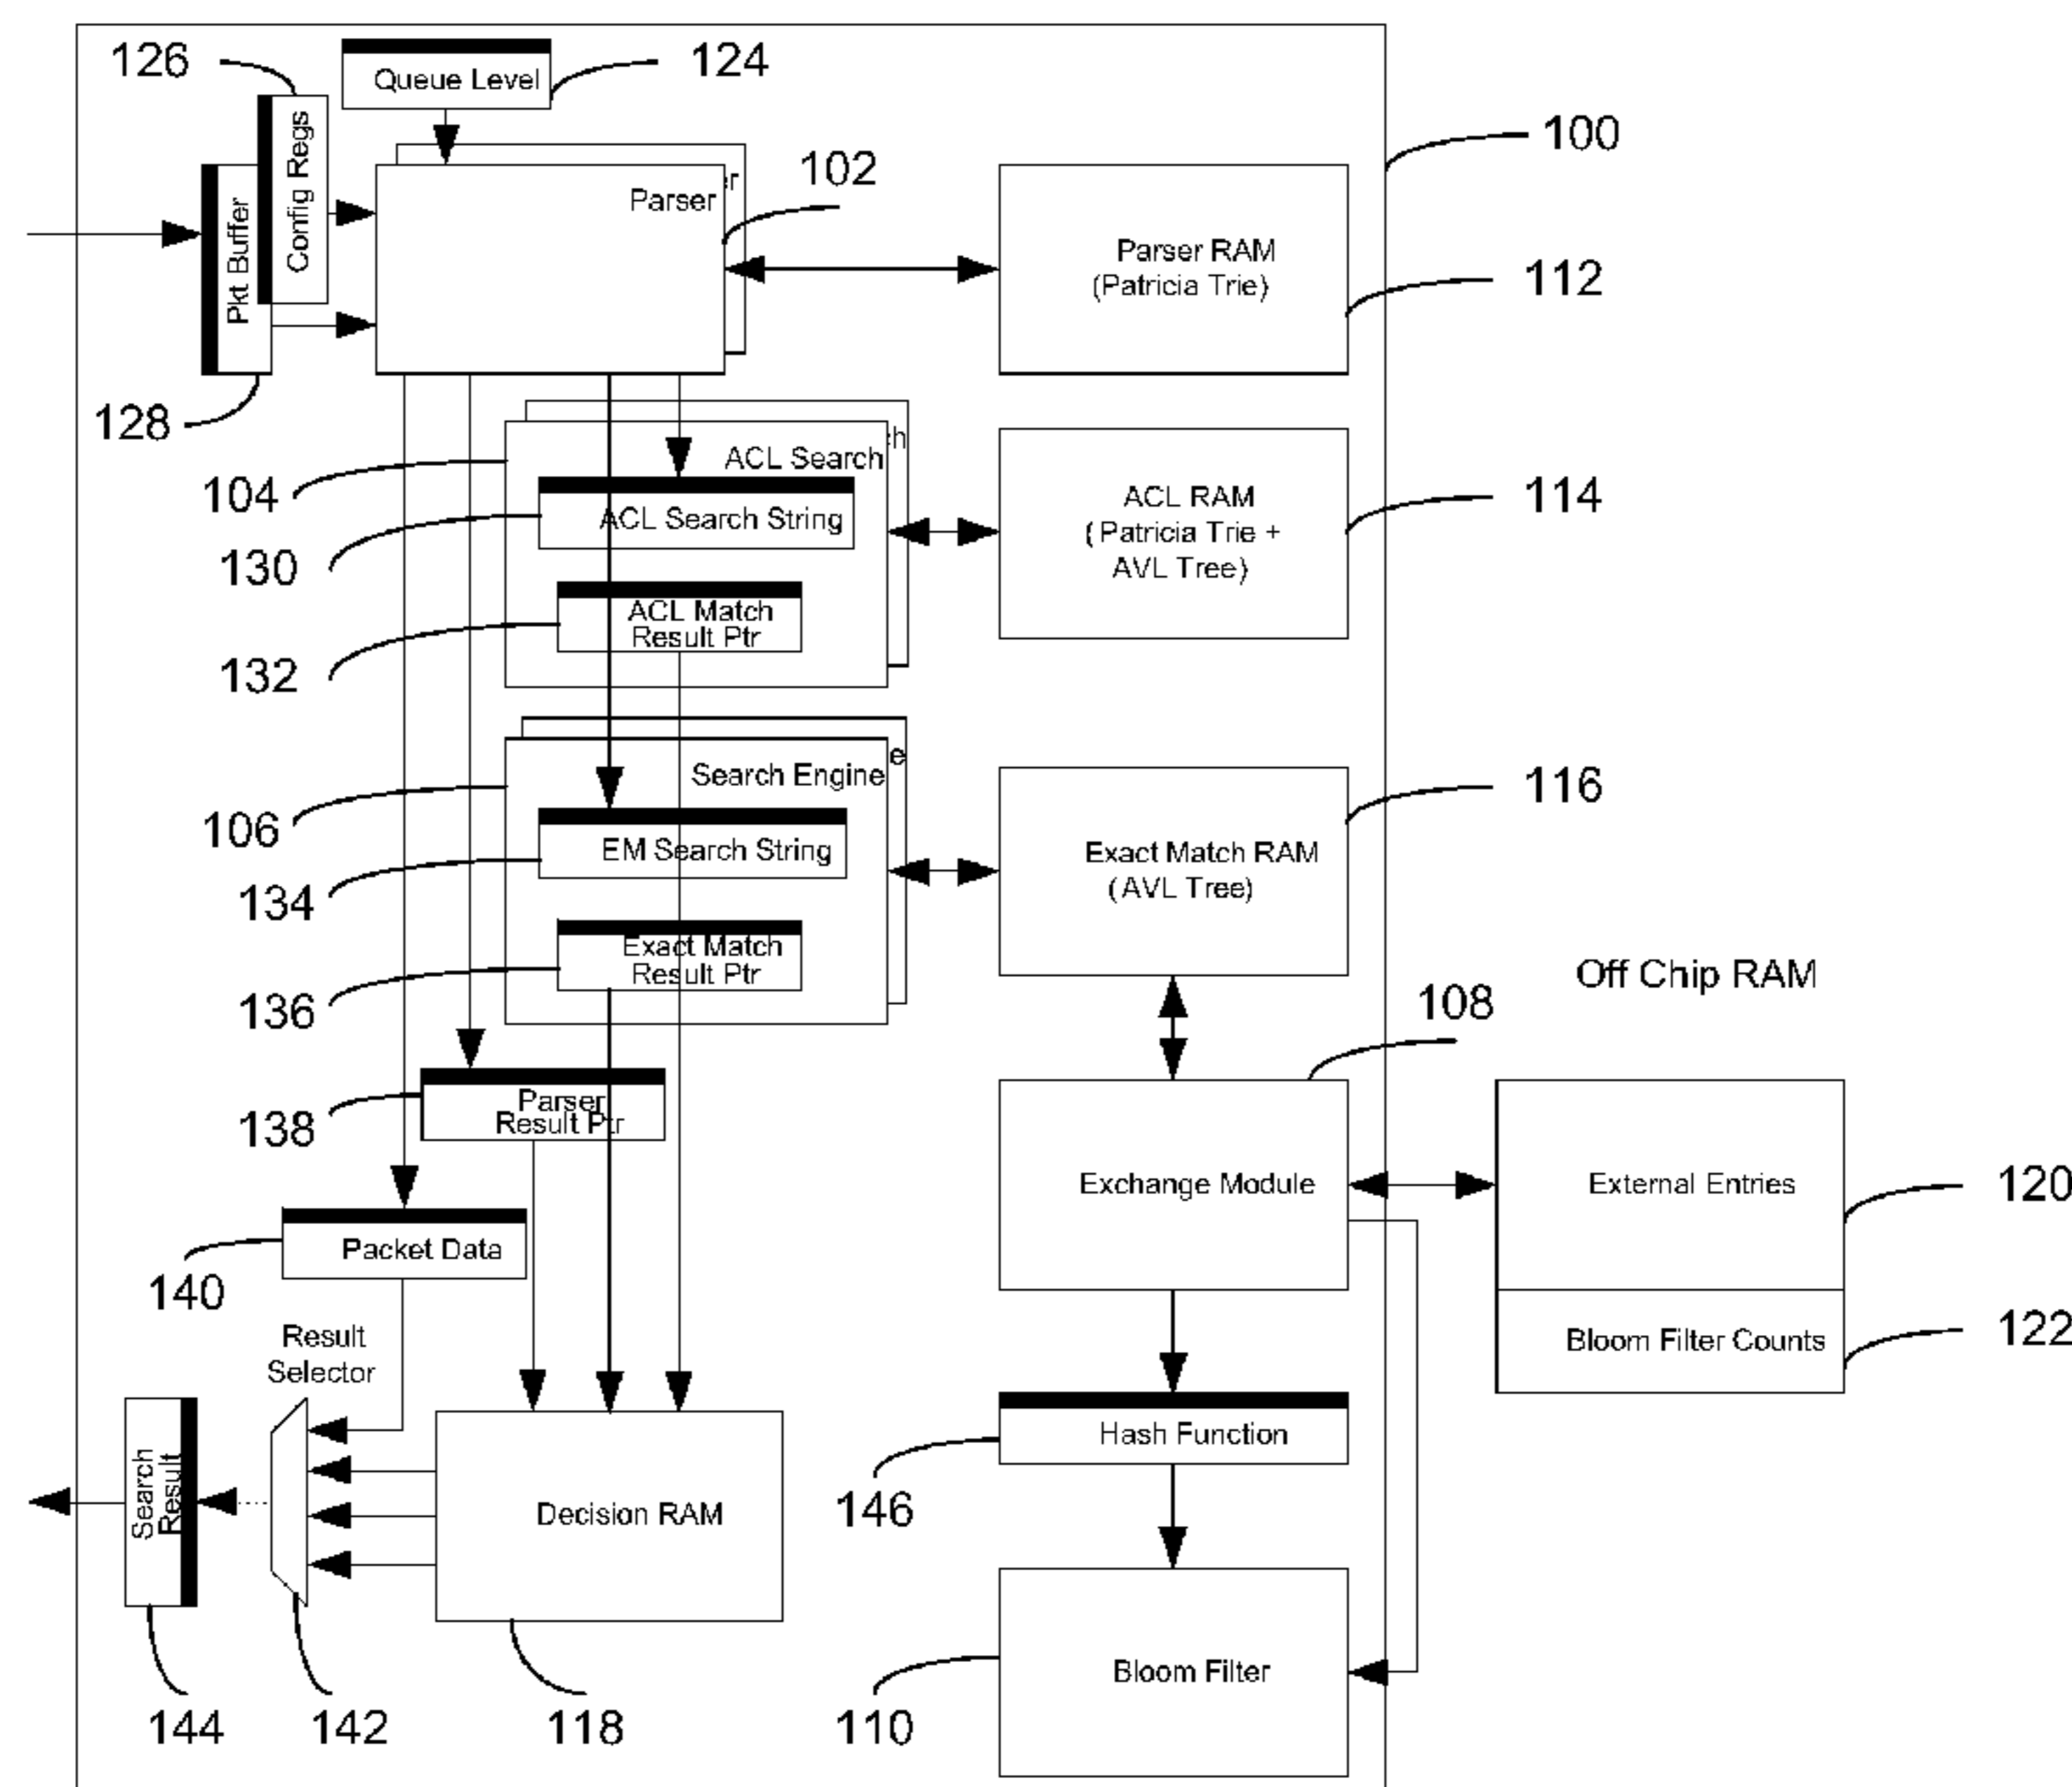 126
Queue Level
124
Config Regs
Pkt Buffer
100
102
Parser
r
Parser RAM
(Patricia Trie)
112
128
ch
ACL Search
104
ACL Search String
130
ACL RAM
(Patricia Trie +
AVL Tree)
114
ACL Match
Result Ptr
132
e
Search Engine
106
EM Search String
134
Exact Match RAM
(AVL Tree)
116
Exact Match
Result Ptr
136
Off Chip RAM
108
Parser
Result Ptr
138
Exchange Module
External Entries
120
Packet Data
140
Bloom Filter Counts
122
Result
Selector
Search
Result
Decision RAM
Hash Function
146
Bloom Filter
144
142
118
110